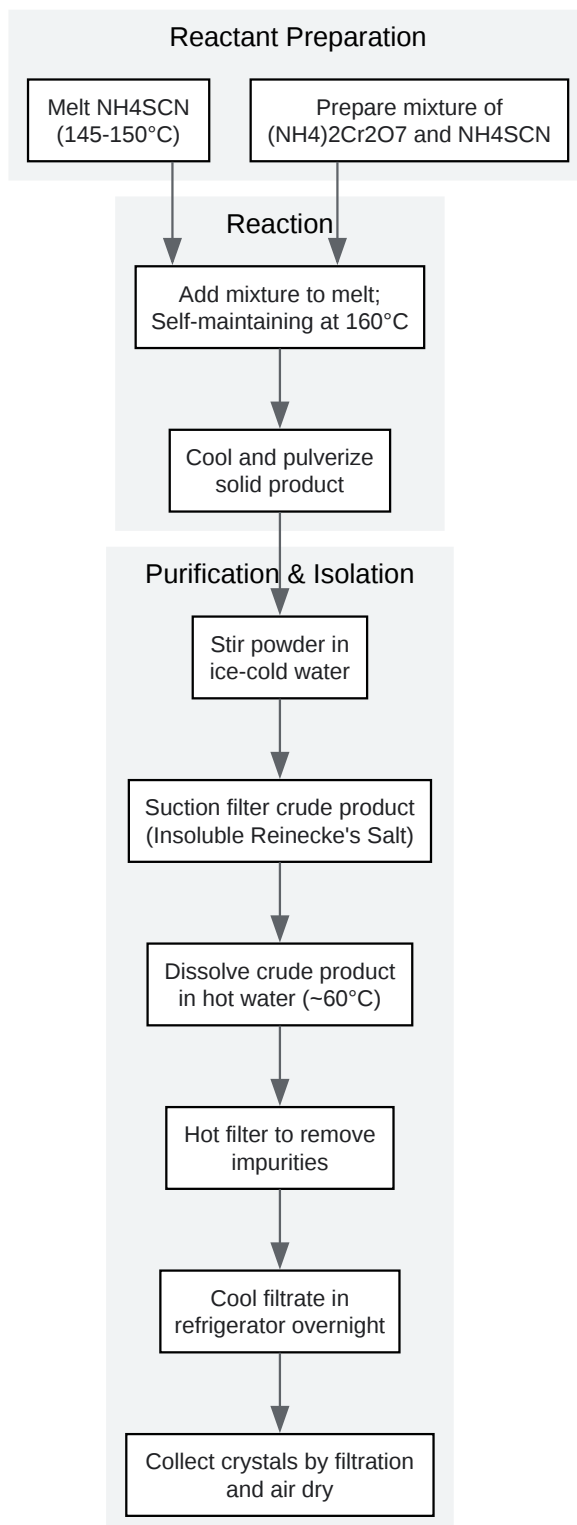 Reactant Preparation
Melt NH4SCN
(145-150°C)
Prepare mixture of
(NH4)2Cr2O7 and NH4SCN
Reaction
Add mixture to melt;
Self-maintaining at 160°C
Cool and pulverize
solid product
Purification & Isolation
Stir powder in
ice-cold water
Suction filter crude product
(Insoluble Reinecke's Salt)
Dissolve crude product
in hot water (~60°C)
Hot filter to remove
impurities
Cool filtrate in
refrigerator overnight
Collect crystals by filtration
and air dry